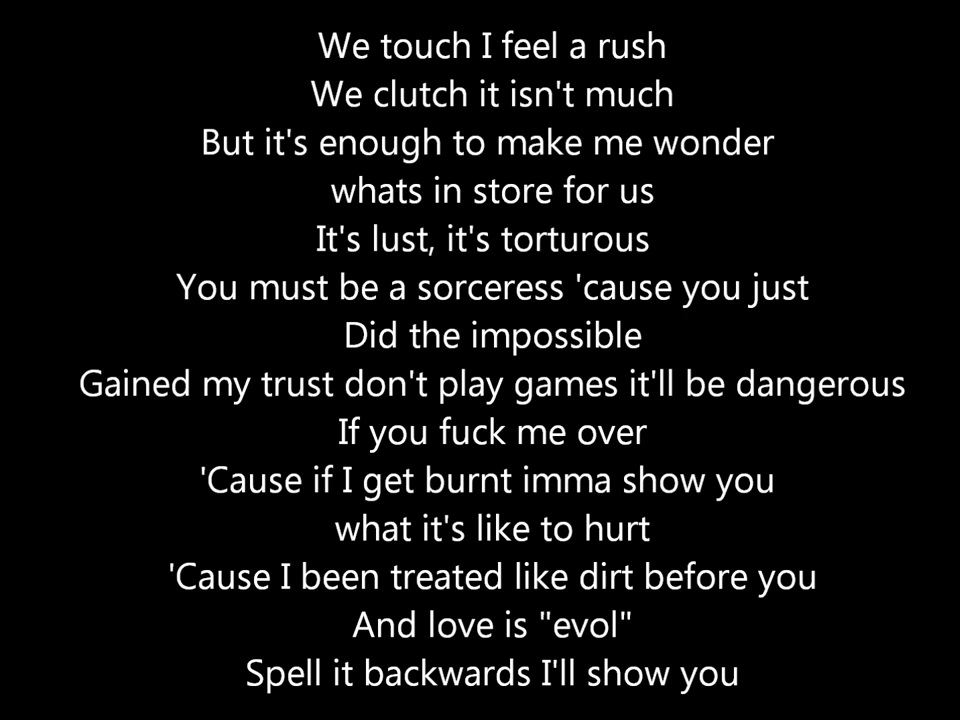 We touch I feel a rush
We clutch it isn't much
But it's enough to make me wonder
whats in store for us
It's lust, it's torturous
You must be a sorceress 'cause you just
Did the impossible
Gained my trust don't play games it'll be dangerous
If you fuck me over
'Cause if I get burnt imma show you
what it's like to hurt
'Cause I been treated like dirt before you
And love is "evol"
Spell it backwards I'll show you